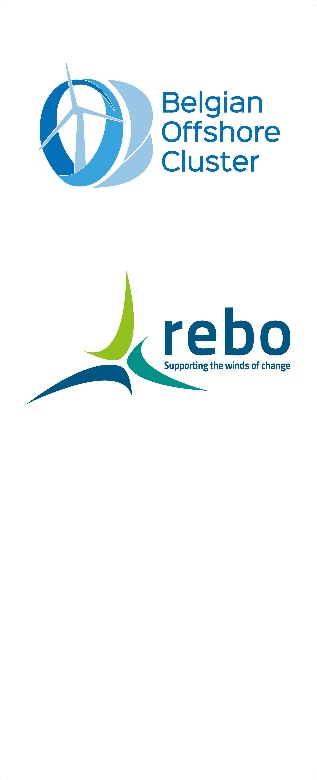 Belgian
Offshore
Cluster
rebo
Supporting the winds of change